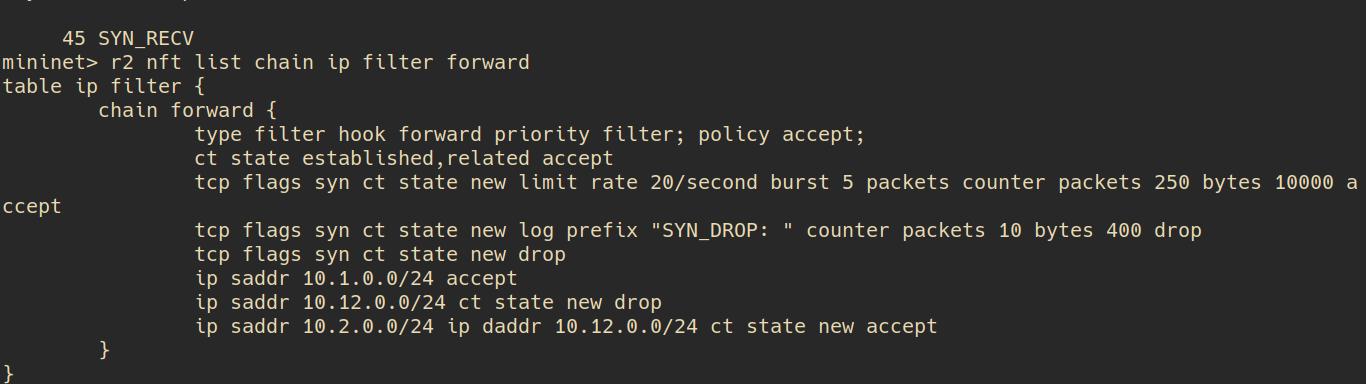 45 SYN_RECV
mininet> r2 nft list chain ip filter forward
table ip filter {
chain forward {
type filter hook forward priority filter; policy accept;
ct state established,related accept
tcp flags syn ct state new limit rate 20/second burst 5 packets counter packets 250 bytes 10000 a
ccept
tcp flags syn ct state new log prefix "SYN_DROP: " counter packets 10 bytes 400 drop
tcp flags syn ct state new drop
ip saddr 10.1.0.0/24 accept
ip saddr 10.12.0.0/24 ct state new drop
ip saddr 10.2.0.0/24 ip daddr 10.12.0.0/24 ct state new accept
}
}